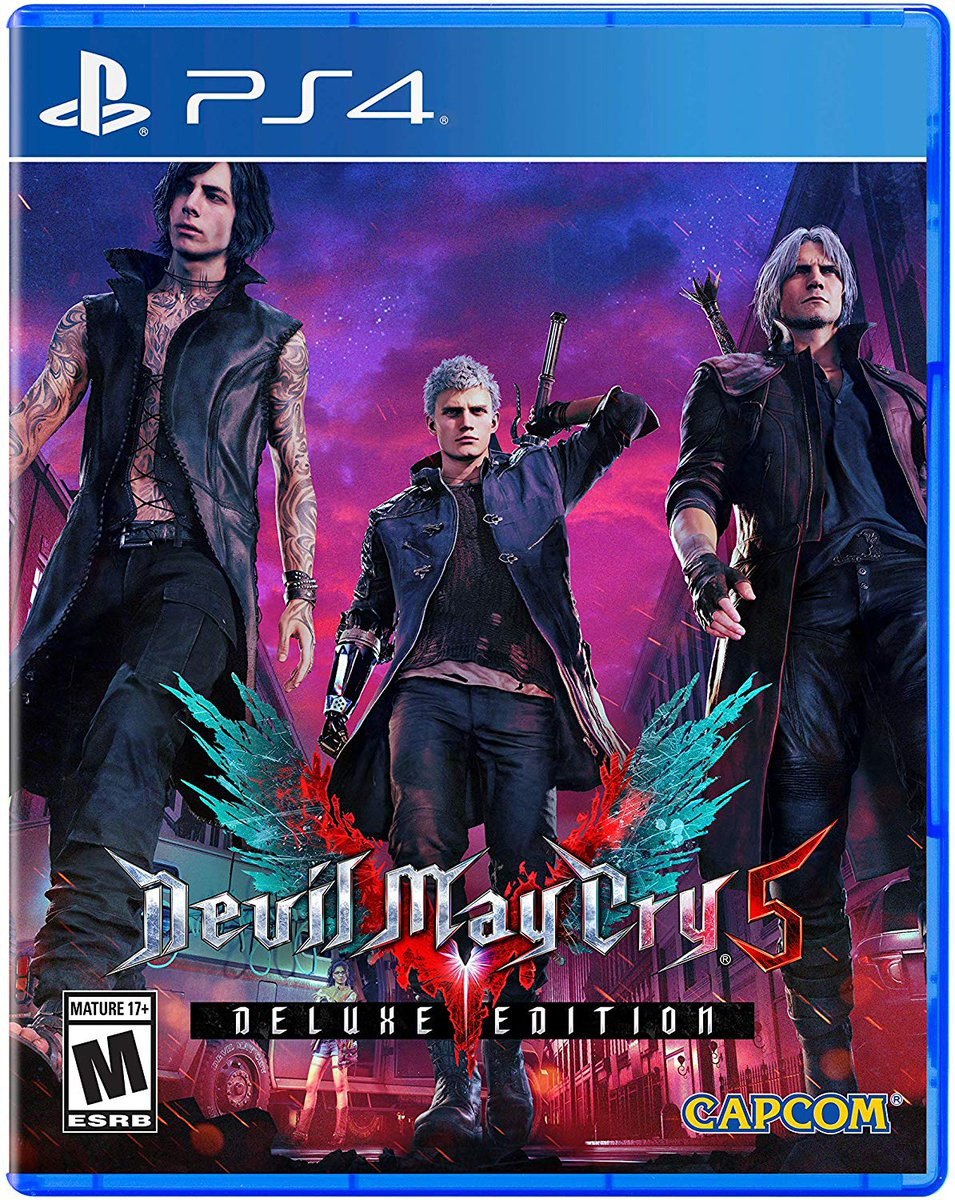 PS4®
Devil May Cry 5®
DELUXE EDITION
MATURE 17+
M
ESRB
CAPCOM®